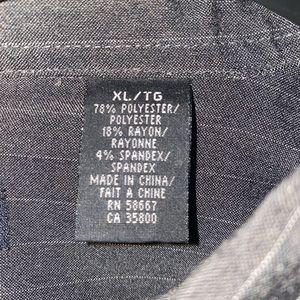 XL/TG
78% POLYESTER/
POLYESTER
18% RAYON/
RAYONNE
4% SPANDEX/
SPANDEX
MADE IN CHINA/
FAIT A CHINE
RN 58667
CA 35800